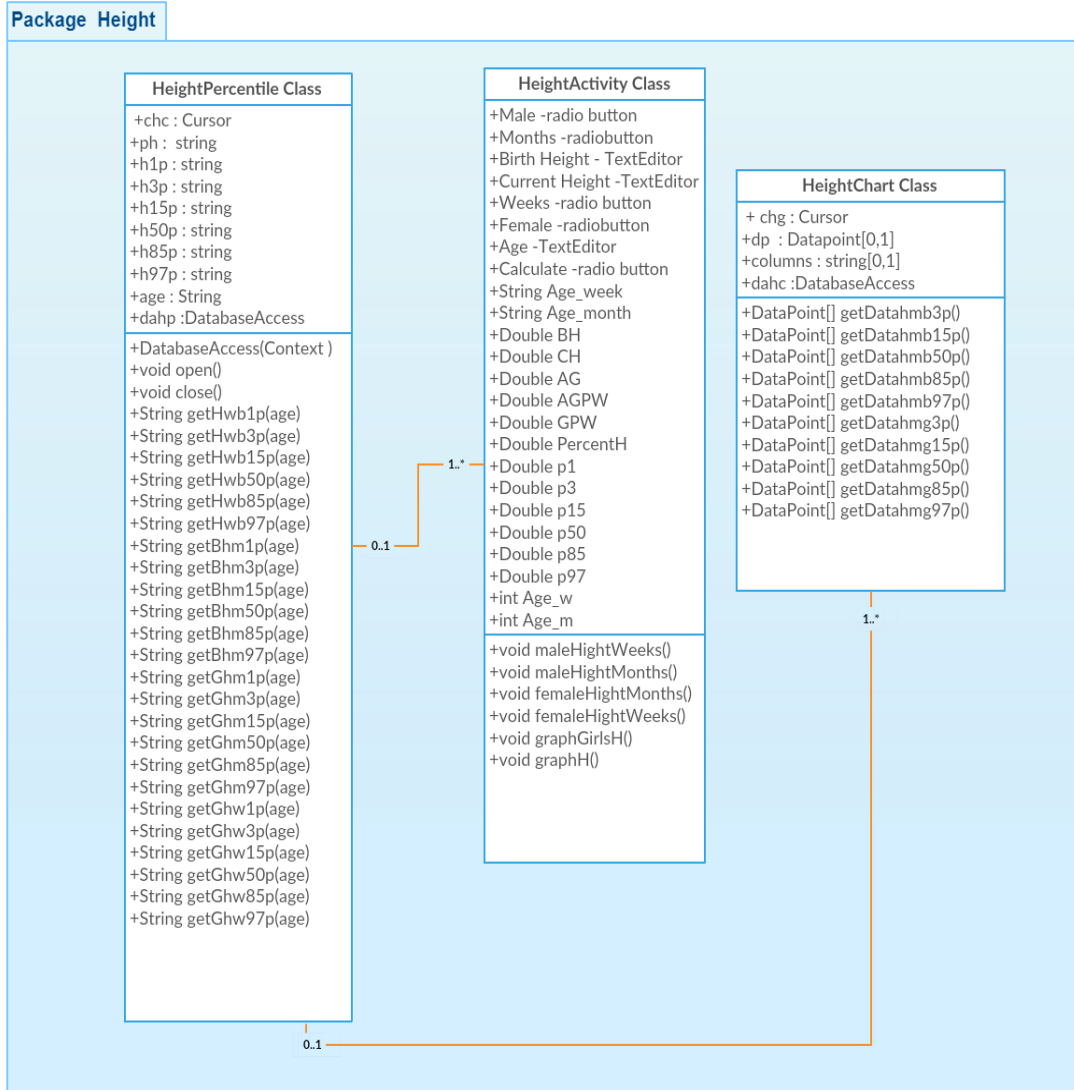 Package Height
HeightPercentile Class
+chc : Cursor
+ph : string
+h1p : string
+h3p : string
+h15p : string
+h50p : string
+h85p : string
+h97p : string
+age : String
+dahp :DatabaseAccess
+DatabaseAccess(Context )
+void open()
+void close()
+String getHwb1p(age)
+String getHwb3p(age)
+String getHwb15p(age)
+String getHwb50p(age)
+String getHwb85p(age)
+String getHwb97p(age)
+String getBhm1p(age)
+String getBhm3p(age)
+String getBhm15p(age)
+String getBhm50p(age)
+String getBhm85p(age)
+String getBhm97p(age)
+String getGhm1p(age)
+String getGhm3p(age)
+String getGhm15p(age)
+String getGhm50p(age)
+String getGhm85p(age)
+String getGhm97p(age)
+String getGhw1p(age)
+String getGhw3p(age)
+String getGhw15p(age)
+String getGhw50p(age)
+String getGhw85p(age)
+String getGhw97p(age)
0..1
1..*
HeightActivity Class
+Male -radio button
+Months -radiobutton
+Birth Height - TextEditor
+Current Height -TextEditor
+Weeks -radio button
+Female -radiobutton
+Age -TextEditor
+Calculate -radio button
+String Age_week
+String Age_month
+Double BH
+Double CH
+Double AG
+Double AGPW
+Double GPW
+Double PercentH
+Double p1
+Double p3
+Double p15
+Double p50
+Double p85
+Double p97
+int Age_w
+int Age_m
+void maleHightWeeks()
+void maleHightMonths()
+void femaleHightMonths()
+void femaleHightWeeks()
+void graphGirlsH()
+void graphH()
HeightChart Class
+ chg : Cursor
+dp : Datapoint[0,1]
+columns : string[0,1]
+dahc :DatabaseAccess
+DataPoint[] getDatahmb3p()
+DataPoint[] getDatahmb15p()
+DataPoint[] getDatahmb50p()
+DataPoint[] getDatahmb85p()
+DataPoint[] getDatahmb97p()
+DataPoint[] getDatahmg3p()
+DataPoint[] getDatahmg15p()
+DataPoint[] getDatahmg50p()
+DataPoint[] getDatahmg85p()
+DataPoint[] getDatahmg97p()
1..*
0..1